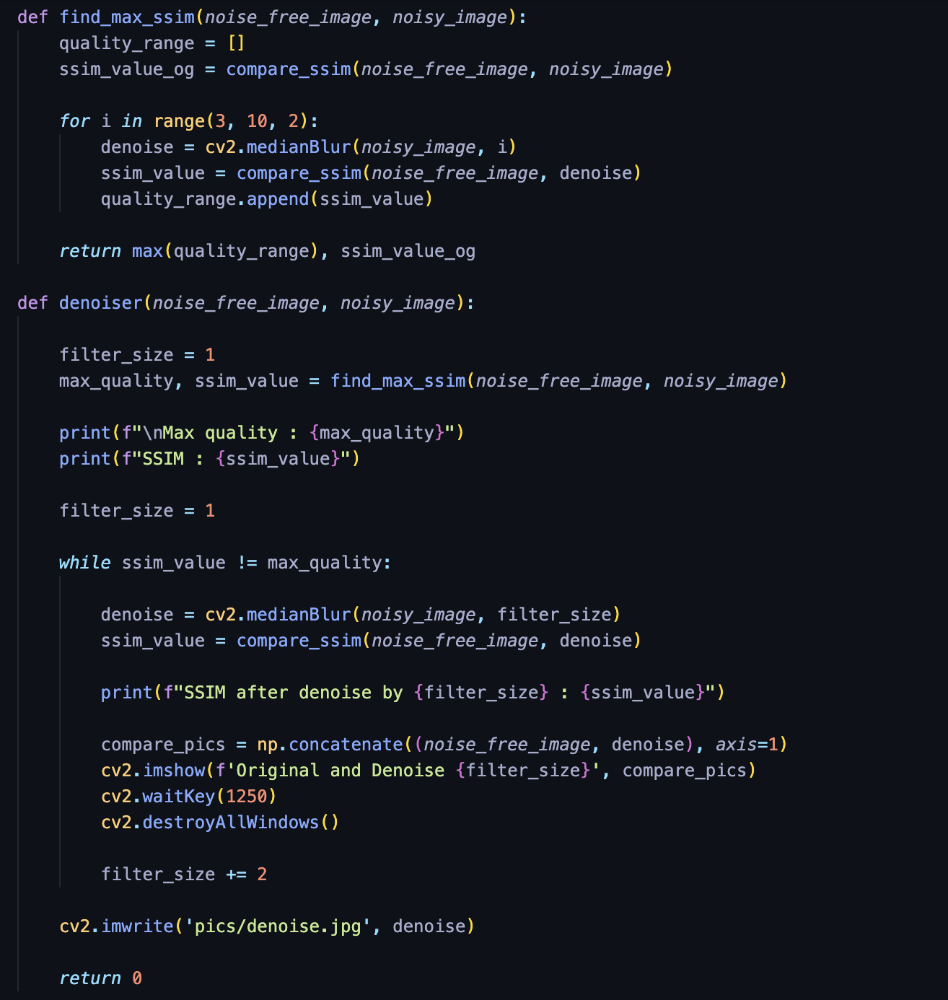 def find_max_ssim(noise_free_image, noisy_image):
    quality_range = []
    ssim_value_og = compare_ssim(noise_free_image, noisy_image)

    for i in range(3, 10, 2):
        denoise = cv2.medianBlur(noisy_image, i)
        ssim_value = compare_ssim(noise_free_image, denoise)
        quality_range.append(ssim_value)

    return max(quality_range), ssim_value_og

def denoiser(noise_free_image, noisy_image):

    filter_size = 1
    max_quality, ssim_value = find_max_ssim(noise_free_image, noisy_image)

    print(f"\nMax quality : {max_quality}")
    print(f"SSIM : {ssim_value}")

    filter_size = 1

    while ssim_value != max_quality:

        denoise = cv2.medianBlur(noisy_image, filter_size)
        ssim_value = compare_ssim(noise_free_image, denoise)

        print(f"SSIM after denoise by {filter_size} : {ssim_value}")

        compare_pics = np.concatenate((noise_free_image, denoise), axis=1)
        cv2.imshow(f'Original and Denoise {filter_size}', compare_pics)
        cv2.waitKey(1250)
        cv2.destroyAllWindows()

        filter_size += 2

    cv2.imwrite('pics/denoise.jpg', denoise)

    return 0